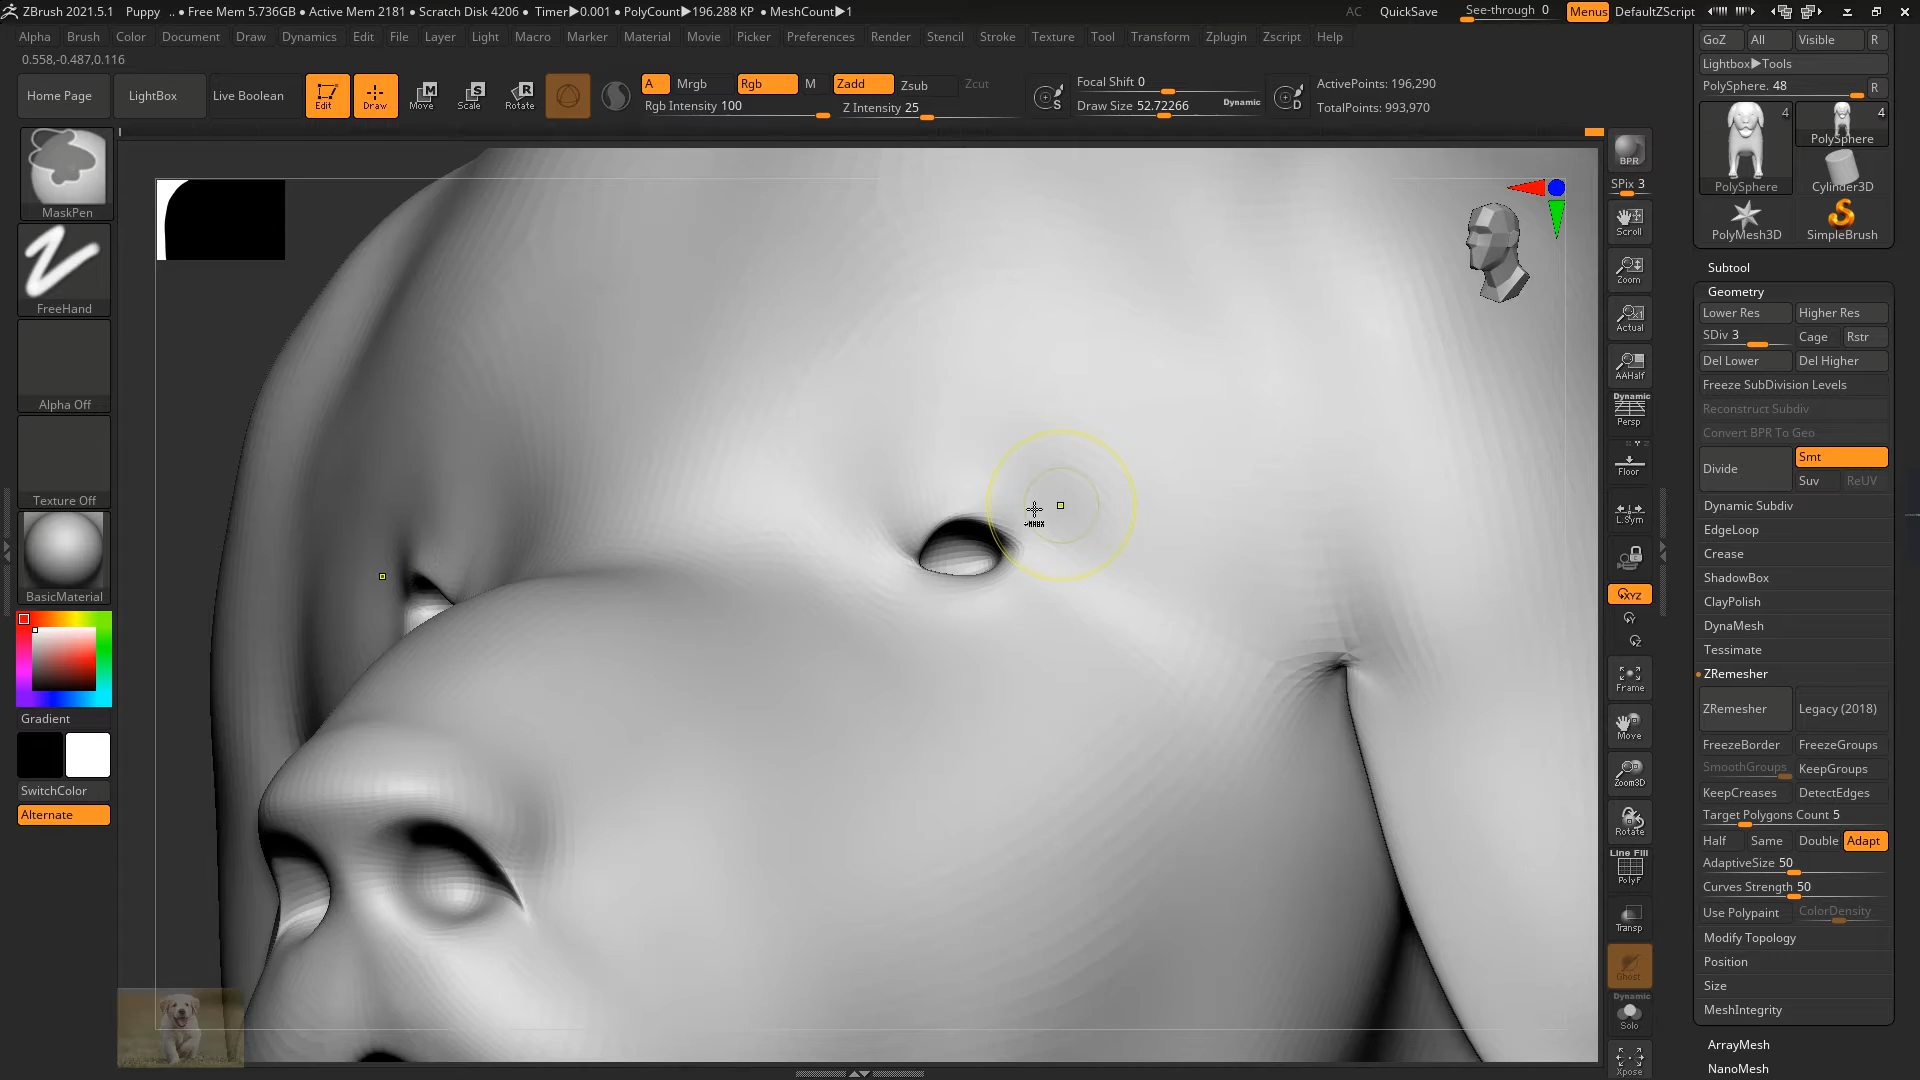 ZBrush 2021.5.1 Puppy .. • Free Mem 5.736GB • Active Mem 2181 • Scratch Disk 4206 • Timer▶0.001 • PolyCount▶196.288 KP • MeshCount▶1 AC QuickSave See-through 0 Menus DefaultZScript
Alpha Brush Color Document Draw Dynamics Edit File Layer Light Macro Marker Material Movie Picker Preferences Render Stencil Stroke Texture Tool Transform Zplugin Zscript Help
0.558,-0.487,0.116
Home Page LightBox Live Boolean Edit Draw Move Scale Rotate
A Mrgb Rgb M Zadd Zsub Zcut
Rgb Intensity 100 Z Intensity 25
S Focal Shift 0
Draw Size 52.72266 Dynamic D
ActivePoints: 196,290
TotalPoints: 993,970
MaskPen
FreeHand
Alpha Off
Texture Off
BasicMaterial
Gradient
SwitchColor
Alternate
BPR
SPix 3
Scroll
Zoom
Actual
AAHalf
Dynamic
Persp
Floor
L.Sym
XYZ
Y
Z
Frame
Move
Zoom3D
Rotate
Line Fill
PolyF
Transp
Ghost
Dynamic
Solo
Xpose
GoZ All Visible R
Lightbox▶Tools
PolySphere. 48 R
4 4
PolySphere
PolySphere Cylinder3D
PolyMesh3D SimpleBrush
Subtool
Geometry
Lower Res Higher Res
SDiv 3 Cage Rstr
Del Lower Del Higher
Freeze SubDivision Levels
Reconstruct Subdiv
Convert BPR To Geo
Divide Smt
Suv ReUV
Dynamic Subdiv
EdgeLoop
Crease
ShadowBox
ClayPolish
DynaMesh
Tessimate
ZRemesher
ZRemesher Legacy (2018)
FreezeBorder FreezeGroups
SmoothGroups KeepGroups
KeepCreases DetectEdges
Target Polygons Count 5
Half Same Double Adapt
AdaptiveSize 50
Curves Strength 50
Use Polypaint ColorDensity
Modify Topology
Position
Size
MeshIntegrity
ArrayMesh
NanoMesh